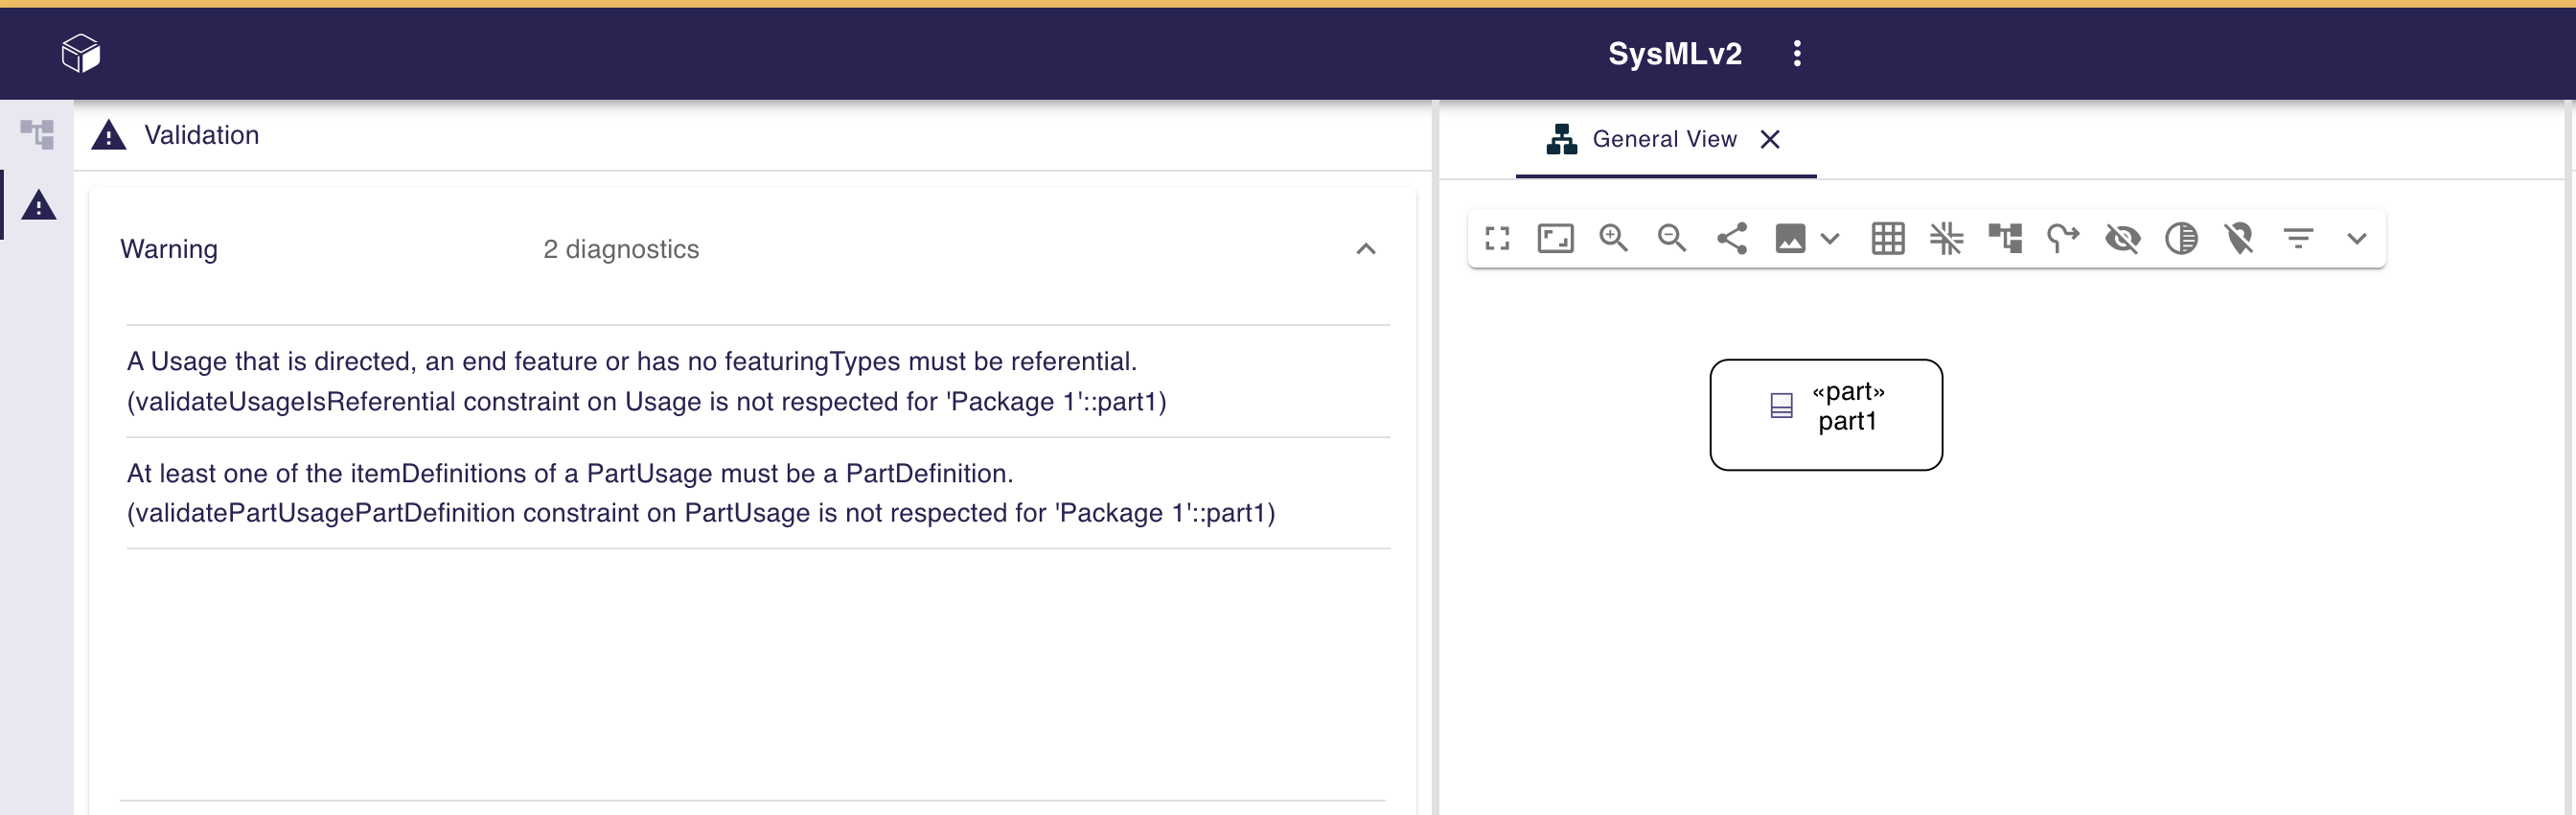 SysMLv2
Validation
General View
Warning
2 diagnostics
A Usage that is directed, an end feature or has no featuringTypes must be referential.
(validateUsageIsReferential constraint on Usage is not respected for 'Package 1'::part1)
At least one of the itemDefinitions of a PartUsage must be a PartDefinition.
(validatePartUsagePartDefinition constraint on PartUsage is not respected for 'Package 1'::part1)
«part»
part1